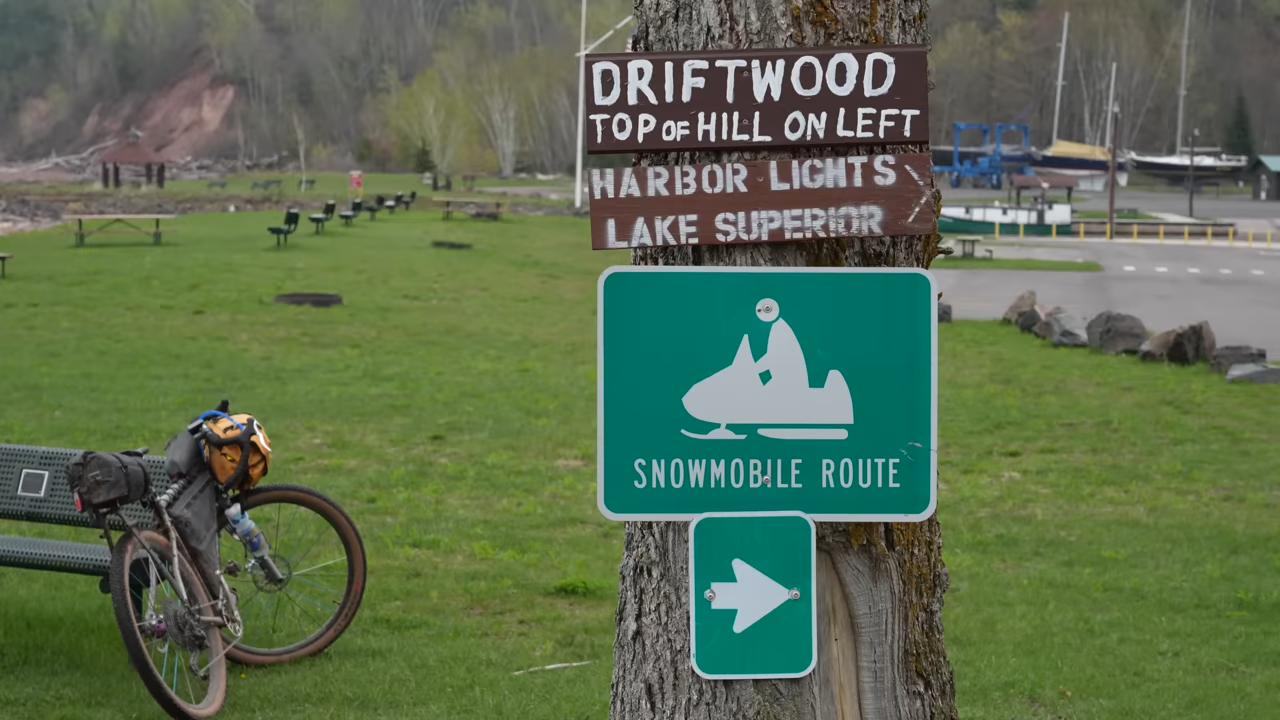 DRIFTWOOD
TOP OF HILL ON LEFT
HARBOR LIGHTS
LAKE SUPERIOR
SNOWMOBILE ROUTE